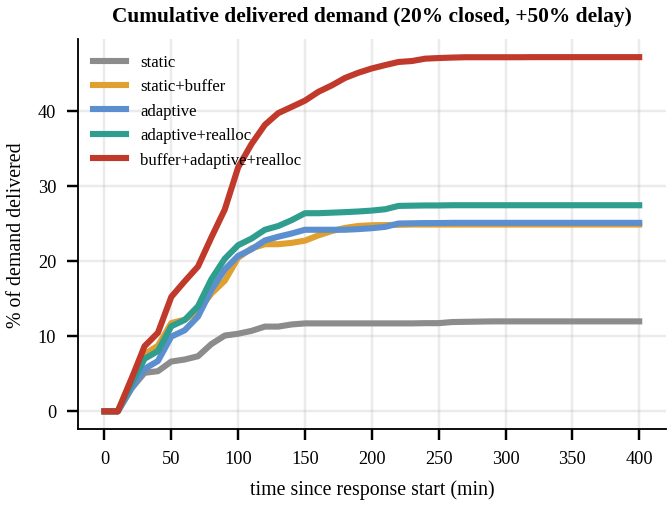 Cumulative delivered demand (20% closed, +50% delay)
static
static+buffer
adaptive
adaptive+realloc
buffer+adaptive+realloc
% of demand delivered
40
30
20
10
0
0 50 100 150 200 250 300 350 400
time since response start (min)